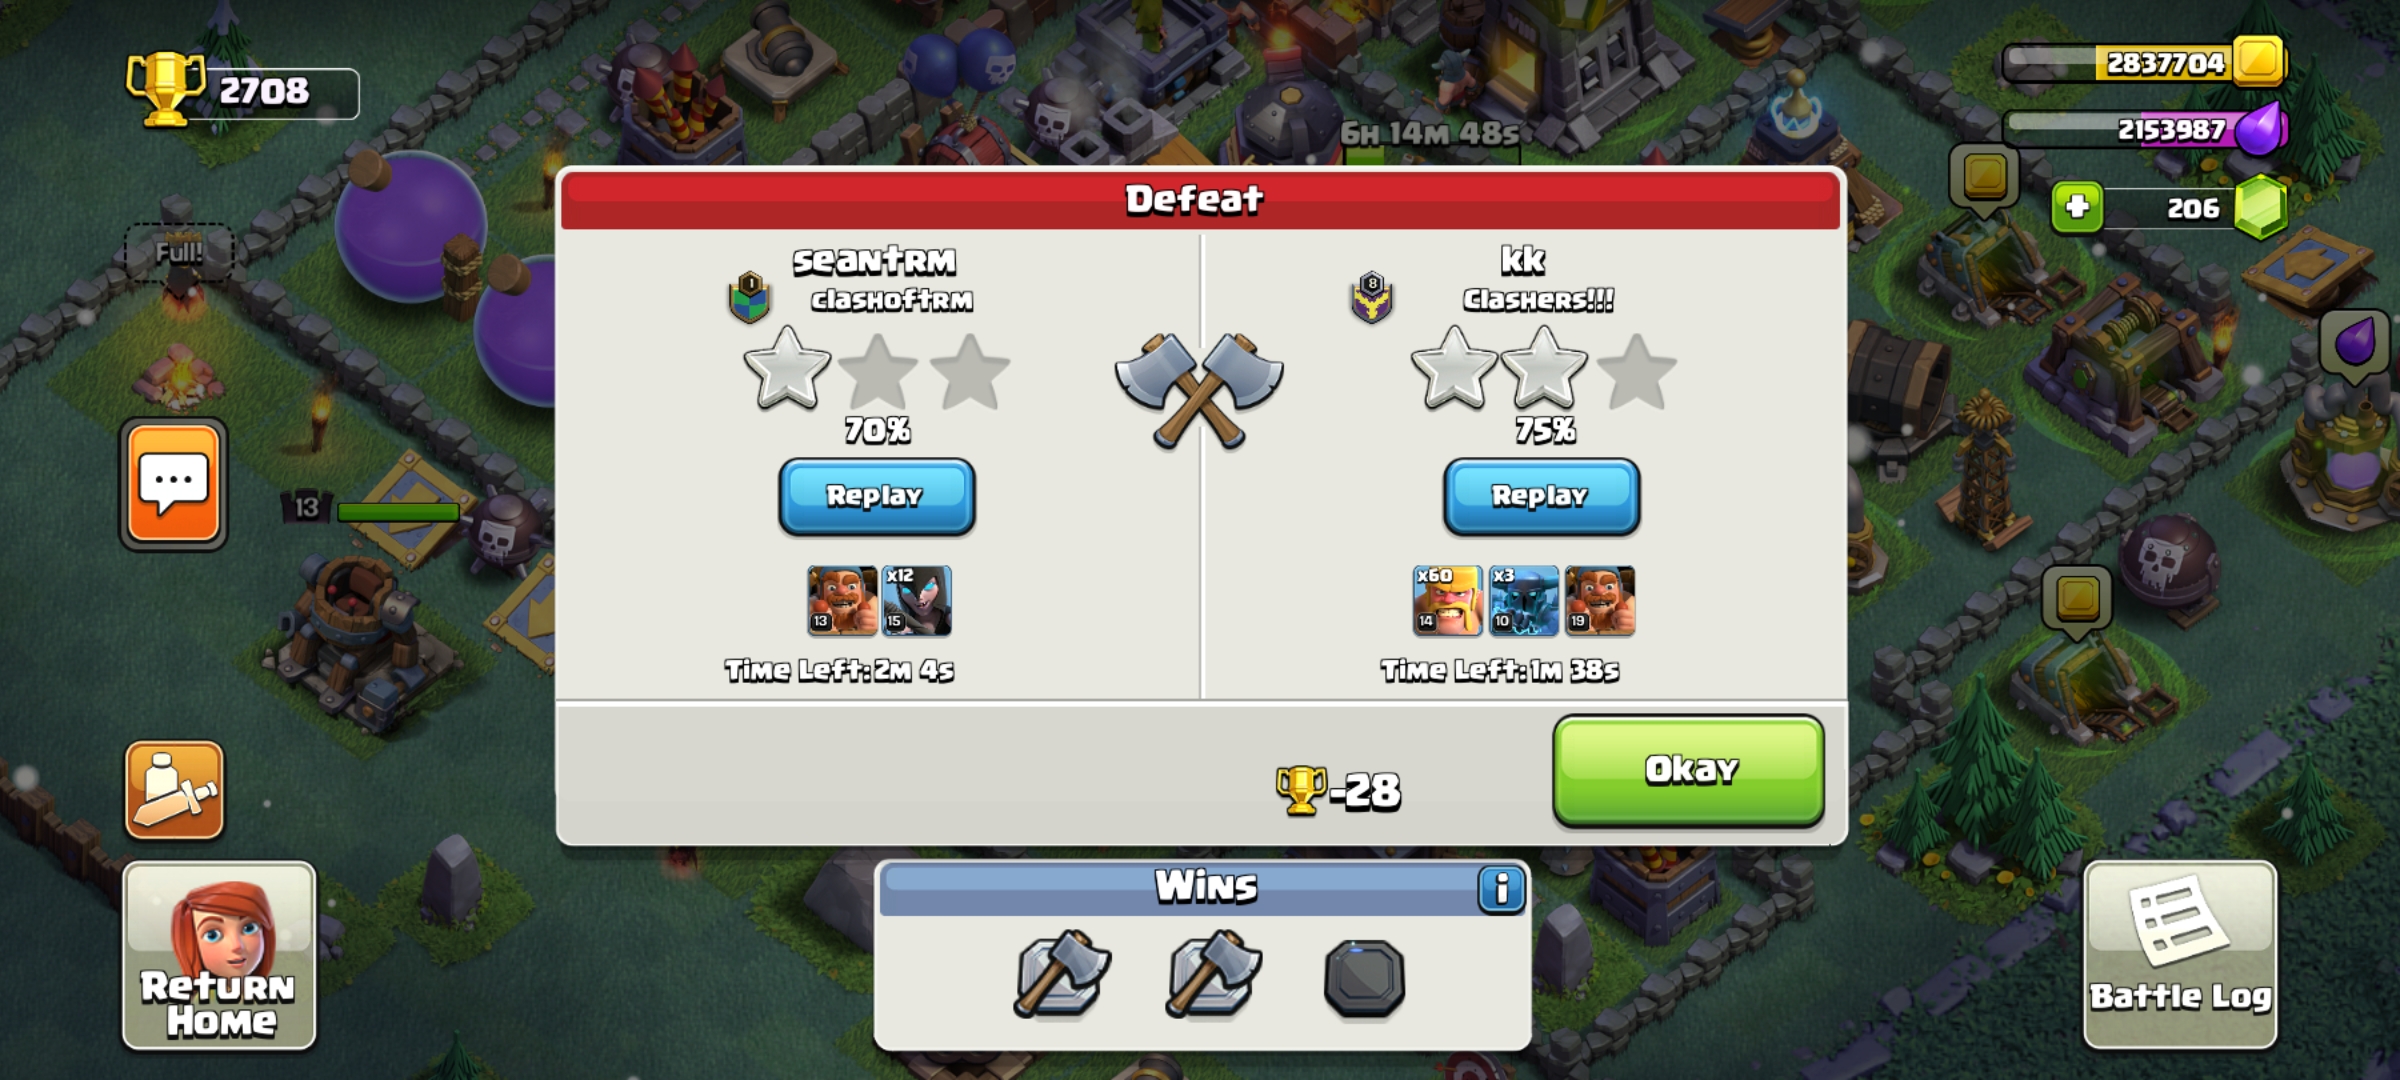 2708
2837704
2153987
206
6H 14M 48s
Full!
13
Defeat
seantrm
clashoftrm
1
70%
Replay
13
x12
15
Time Left:2m 4s
kk
Clashers!!!
8
75%
Replay
x60
14
x3
10
19
Time Left:1m 38s
-28
Okay
Wins
i
Return
Home
Battle Log